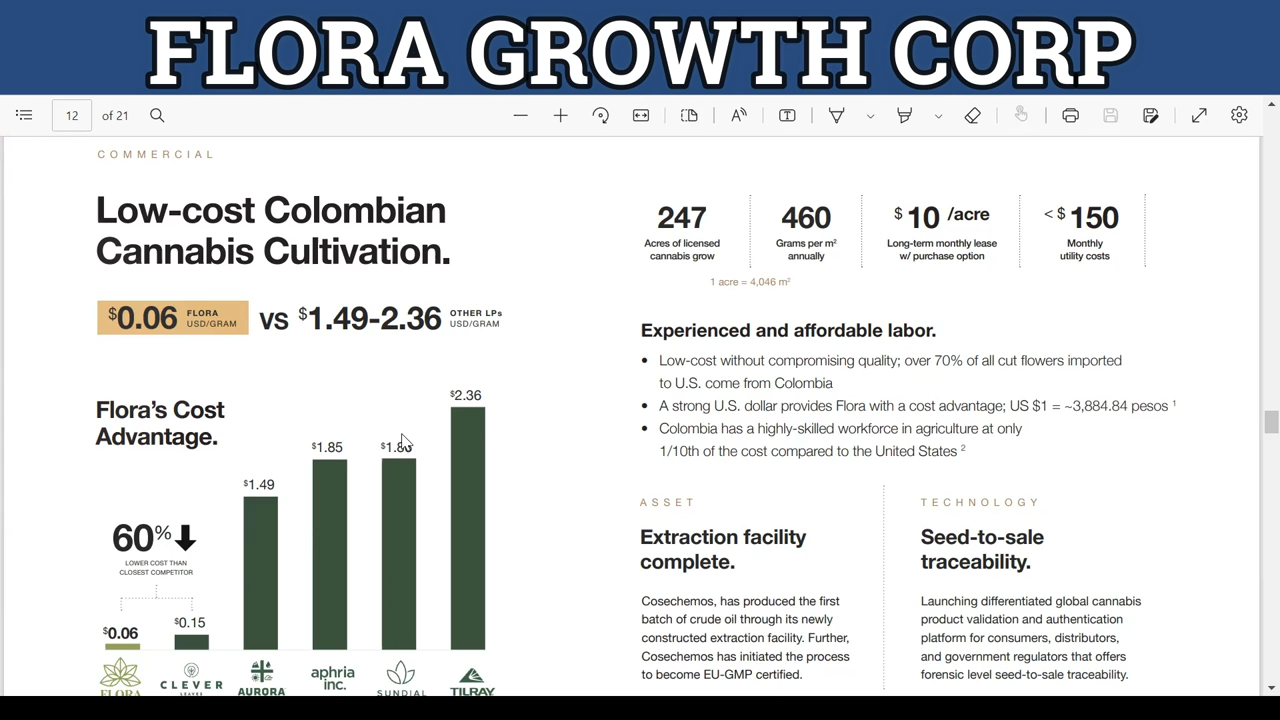 FLORA GROWTH CORP
12 of 21
COMMERCIAL
Low-cost Colombian
Cannabis Cultivation.
$0.06 FLORA USD/GRAM VS $1.49-2.36 OTHER LPs USD/GRAM
Flora's Cost
Advantage.
60%
LOWER COST THAN
CLOSEST COMPETITOR
$0.06
$0.15
$1.49
$1.85
$2.36
FLORA
CLEVER
LEAVES
AURORA
aphria
inc.
SUNDIAL
TILRAY
247
Acres of licensed
cannabis grow
460
Grams per m²
annually
$10 /acre
Long-term monthly lease
w/ purchase option
<$150
Monthly
utility costs
1 acre = 4,046 m²
Experienced and affordable labor.
• Low-cost without compromising quality; over 70% of all cut flowers imported
to U.S. come from Colombia
• A strong U.S. dollar provides Flora with a cost advantage; US $1 = ~3,884.84 pesos ¹
• Colombia has a highly-skilled workforce in agriculture at only
1/10th of the cost compared to the United States ²
ASSET
Extraction facility
complete.
Cosechemos, has produced the first
batch of crude oil through its newly
constructed extraction facility. Further,
Cosechemos has initiated the process
to become EU-GMP certified.
TECHNOLOGY
Seed-to-sale
traceability.
Launching differentiated global cannabis
product validation and authentication
platform for consumers, distributors,
and government regulators that offers
forensic level seed-to-sale traceability.